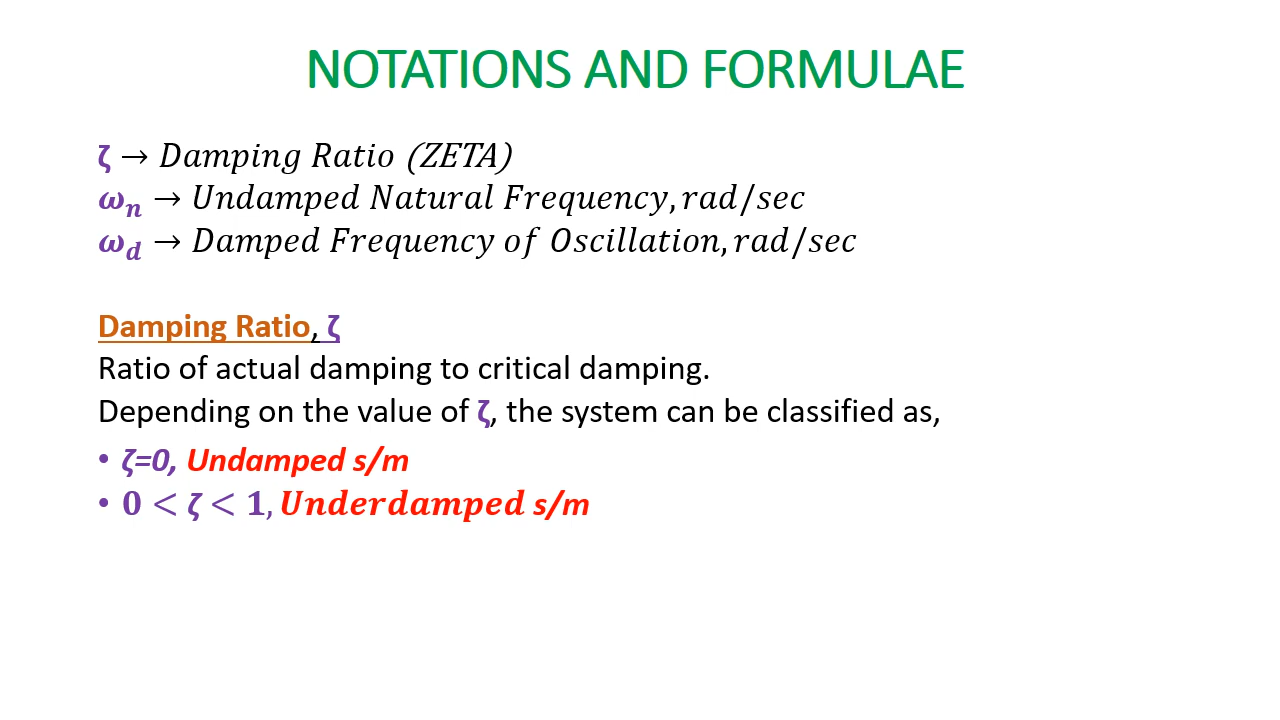 NOTATIONS AND FORMULAE
ζ → Damping Ratio (ZETA)
ωn → Undamped Natural Frequency, rad/sec
ωd → Damped Frequency of Oscillation, rad/sec
Damping Ratio, ζ
Ratio of actual damping to critical damping.
Depending on the value of ζ, the system can be classified as,
• ζ=0, Undamped s/m
• 0 < ζ < 1, Underdamped s/m